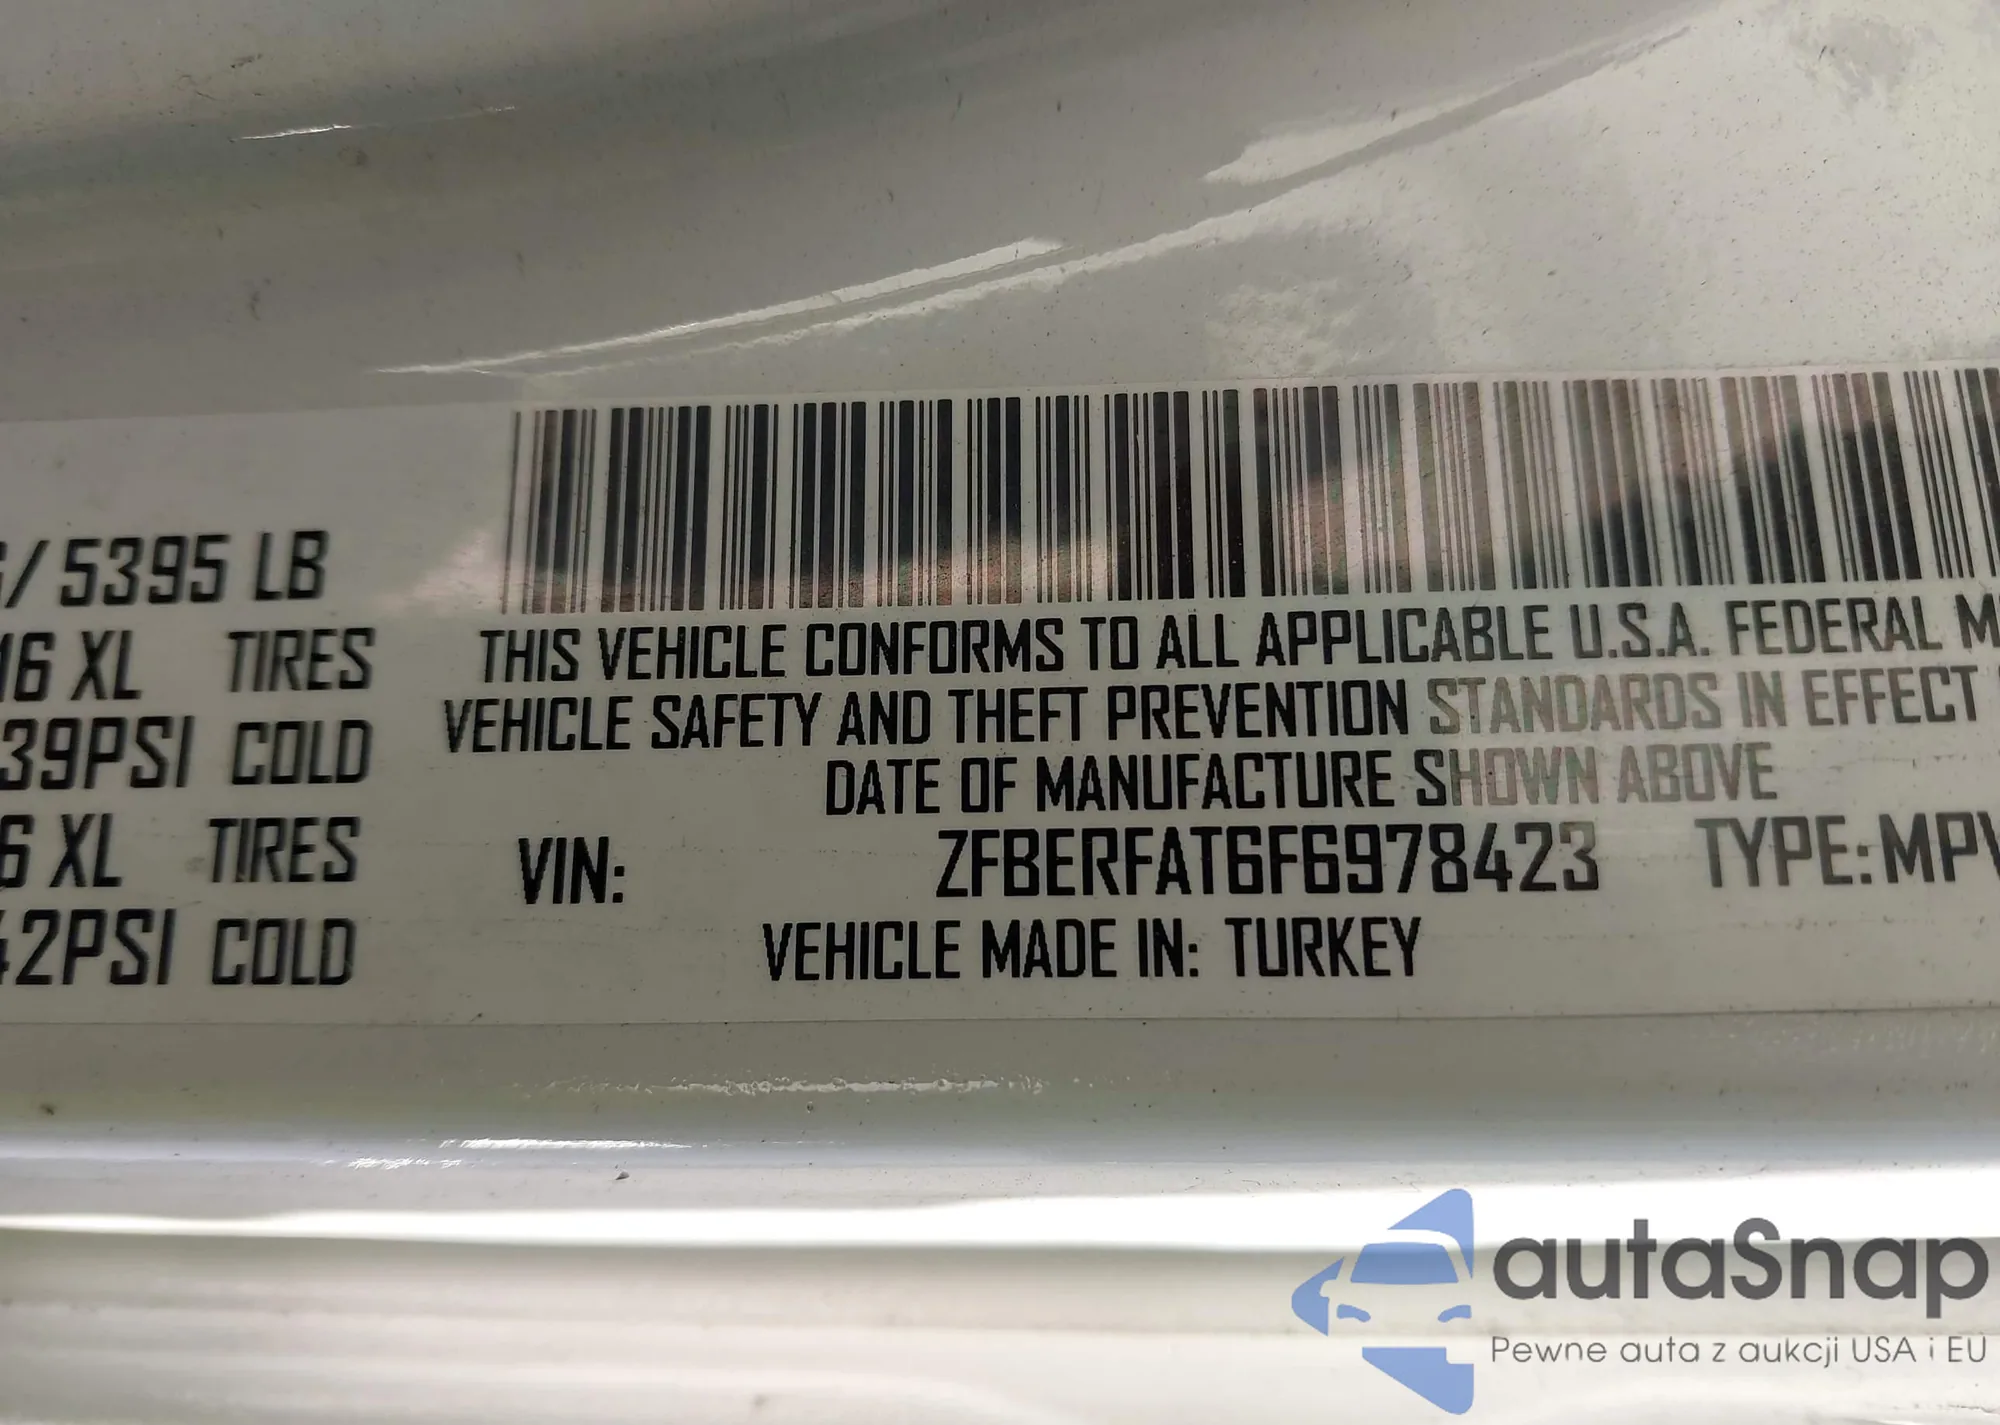 / 5395 LB
16 XL TIRES
39PSI COLD
6 XL TIRES
42PSI COLD
THIS VEHICLE CONFORMS TO ALL APPLICABLE U.S.A. FEDERAL M
VEHICLE SAFETY AND THEFT PREVENTION STANDARDS IN EFFECT
DATE OF MANUFACTURE SHOWN ABOVE
VIN: ZFBERFAT6F6978423 TYPE: MPV
VEHICLE MADE IN: TURKEY
autaSnap
Pewne auta z aukcji USA i EU